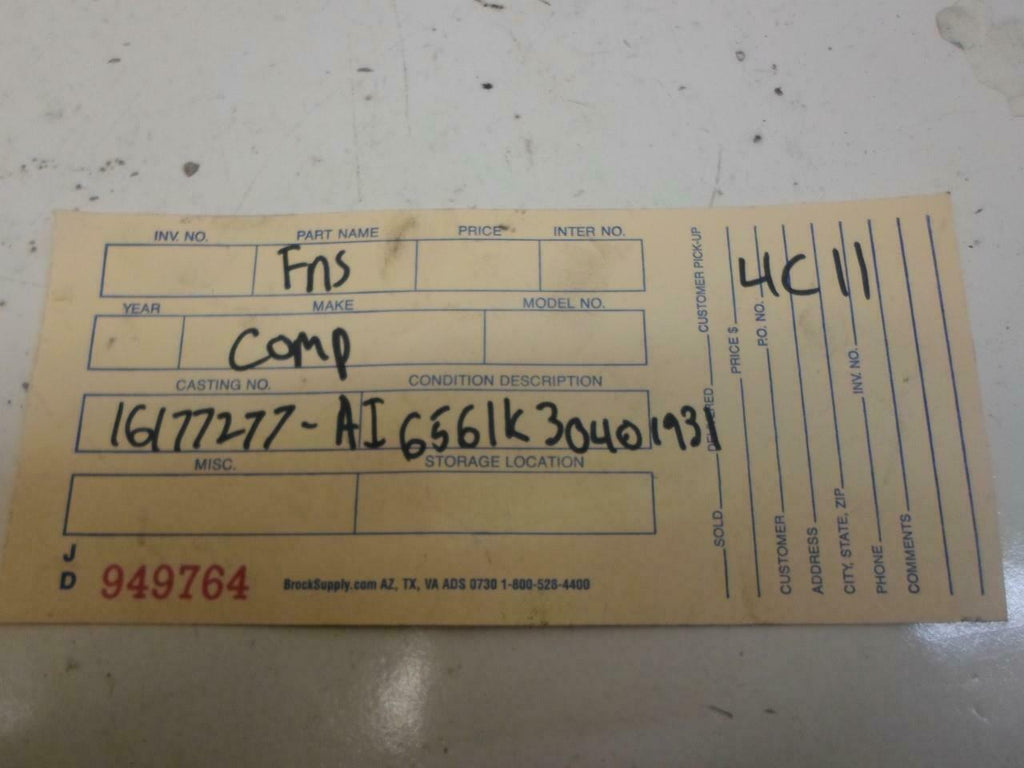 INV. NO. PART NAME PRICE INTER NO.
Fns
YEAR MAKE MODEL NO.
Comp
CASTING NO. CONDITION DESCRIPTION
16177277-AI 6561K30401931
MISC. STORAGE LOCATION
J
D
949764 BrockSupply.com AZ, TX, VA ADS 0730 1-800-528-4400
SOLD DELIVERED CUSTOMER PICK-UP
PRICE $
P.O. NO.
4C11
CUSTOMER
ADDRESS
CITY, STATE, ZIP INV. NO.
PHONE
COMMENTS